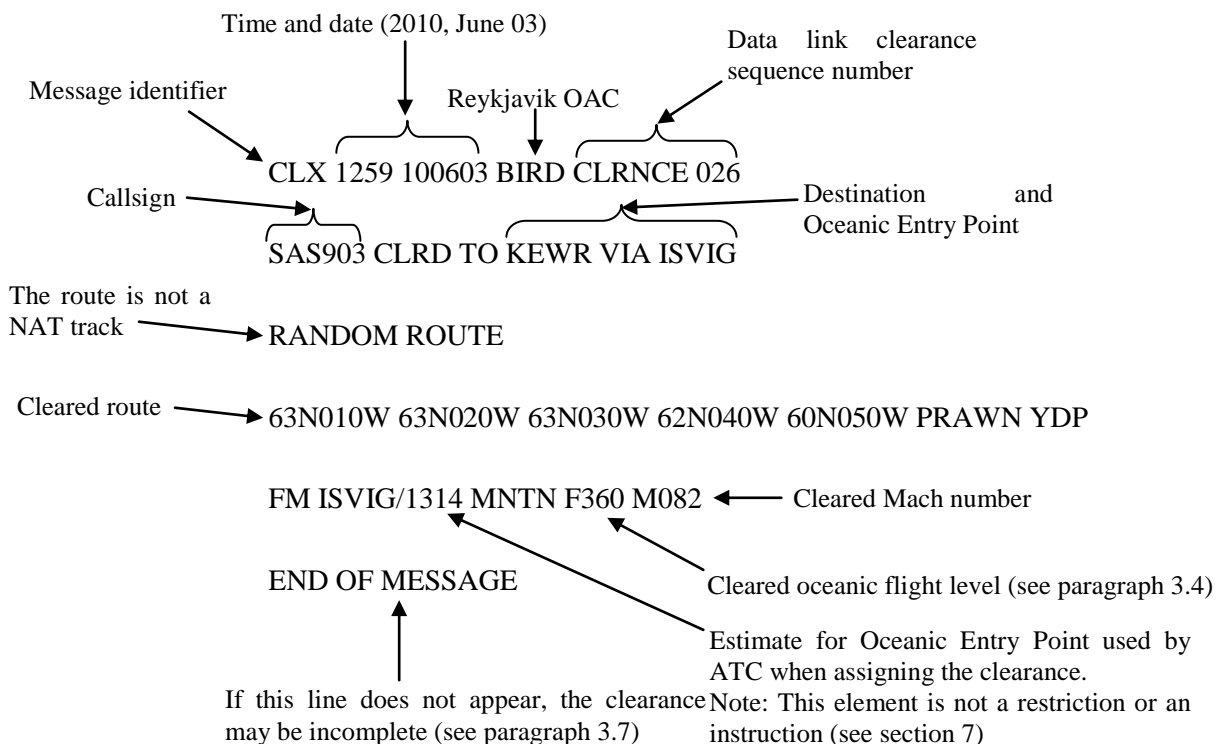 Time and date (2010, June 03)
Data link clearance
sequence number
Message identifier
Reykjavik OAC
CLX 1259 100603 BIRD CLRNCE 026
Callsign
Destination and
Oceanic Entry Point
SAS903 CLRD TO KEWR VIA ISVIG
The route is not a
NAT track
RANDOM ROUTE
Cleared route
63N010W 63N020W 63N030W 62N040W 60N050W PRAWN YDP
FM ISVIG/1314 MNTN F360 M082
Cleared Mach number
END OF MESSAGE
Cleared oceanic flight level (see paragraph 3.4)
Estimate for Oceanic Entry Point used by
ATC when assigning the clearance.
Note: This element is not a restriction or an
instruction (see section 7)
If this line does not appear, the clearance
may be incomplete (see paragraph 3.7)